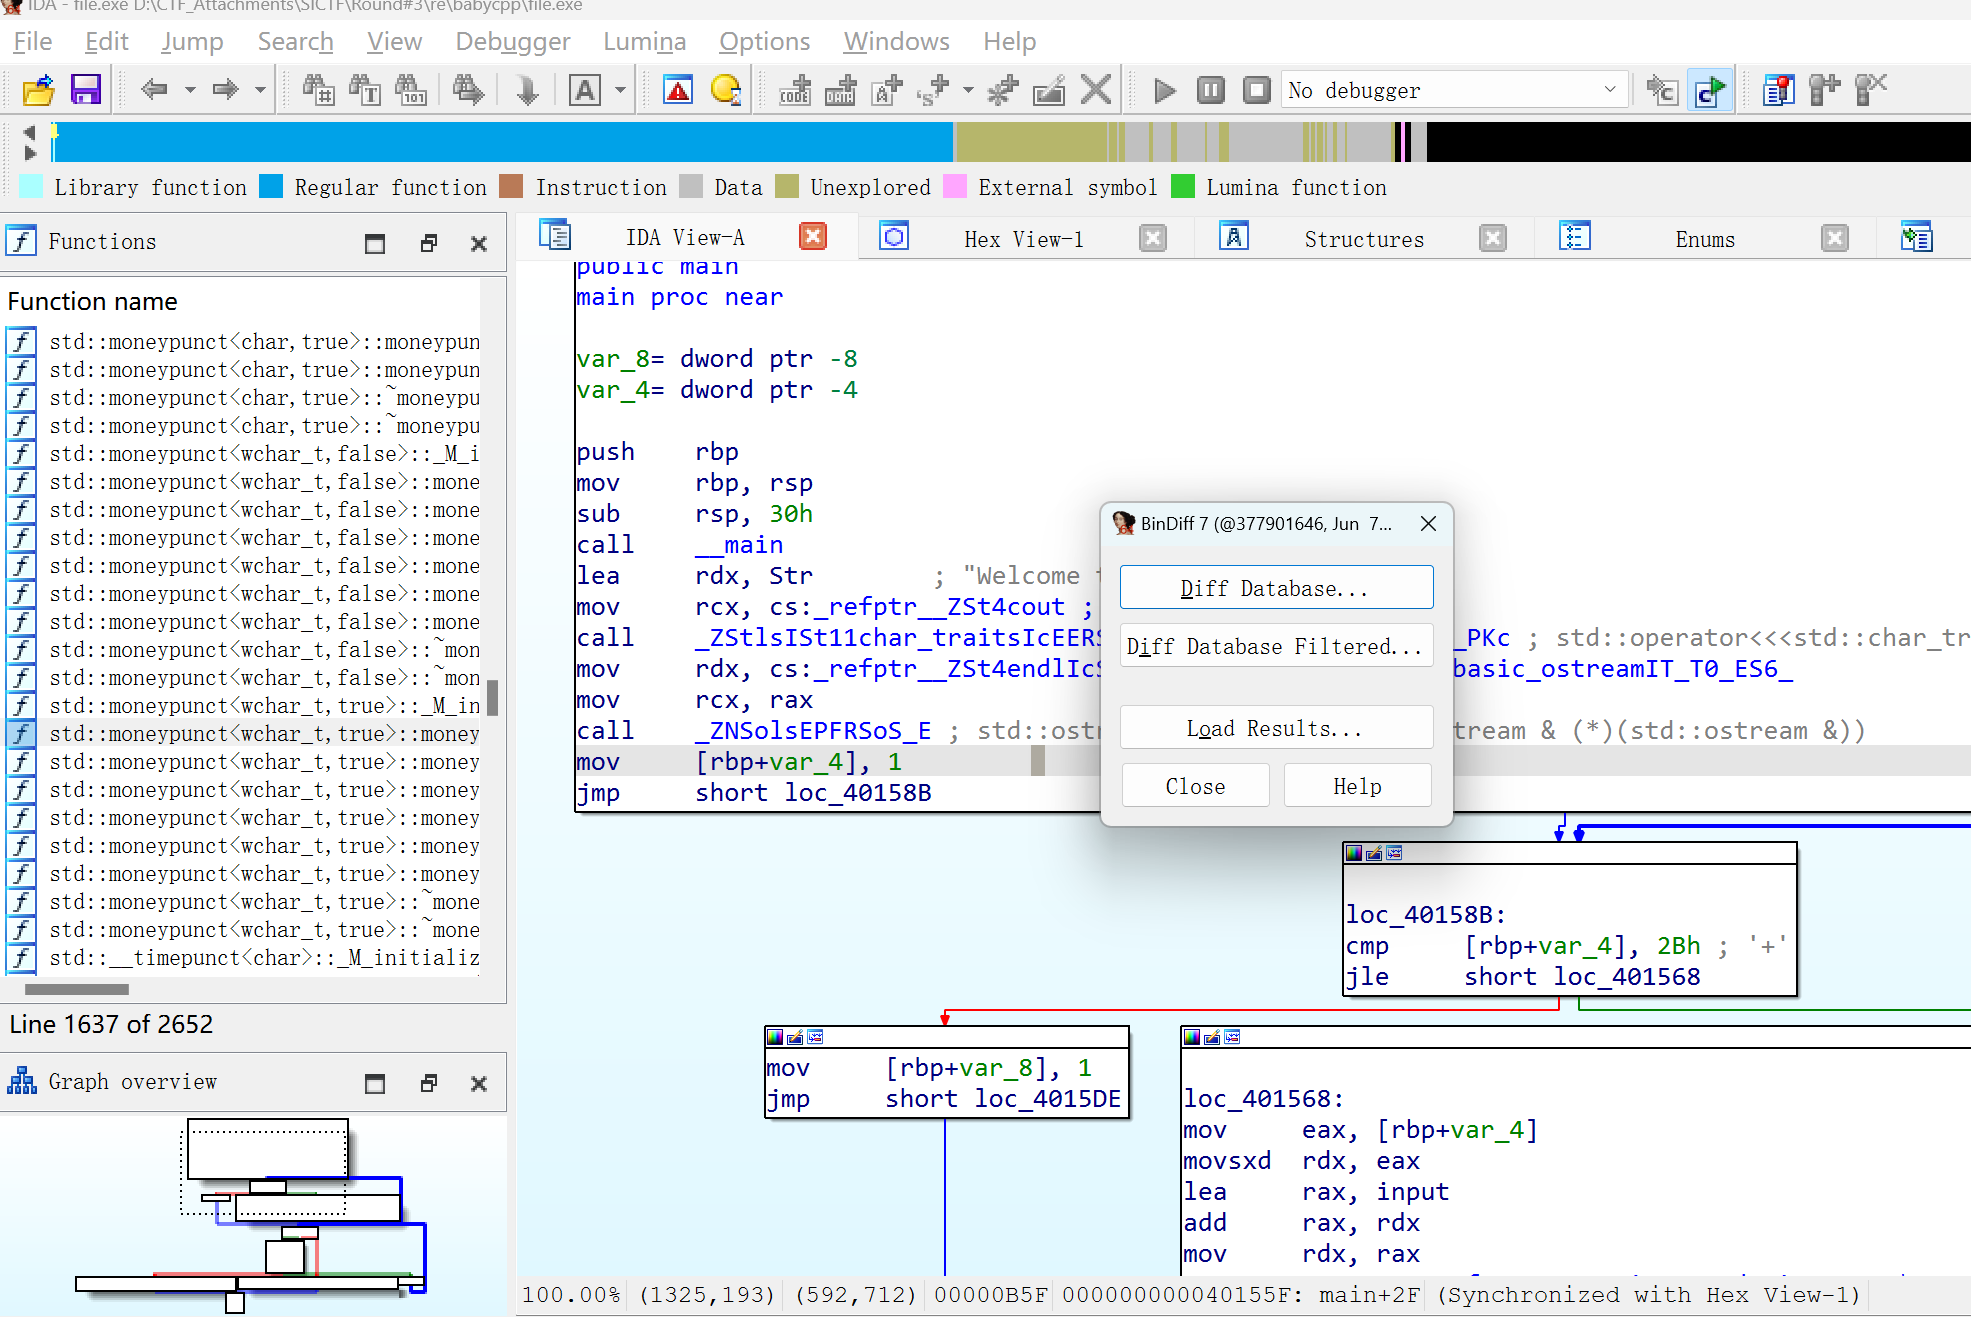 IDA - file.exe D:\CTF_Attachments\SICTF\Round#3\re\babycpp\file.exe
File Edit Jump Search View Debugger Lumina Options Windows Help
No debugger
Library function Regular function Instruction Data Unexplored External symbol Lumina function
Functions
Function name
std::moneypunct<char,true>::moneypun
std::moneypunct<char,true>::moneypun
std::moneypunct<char,true>::~moneypu
std::moneypunct<char,true>::~moneypu
std::moneypunct<wchar_t,false>::_M_i
std::moneypunct<wchar_t,false>::mone
std::moneypunct<wchar_t,false>::mone
std::moneypunct<wchar_t,false>::mone
std::moneypunct<wchar_t,false>::mone
std::moneypunct<wchar_t,false>::mone
std::moneypunct<wchar_t,false>::mone
std::moneypunct<wchar_t,false>::~mon
std::moneypunct<wchar_t,false>::~mon
std::moneypunct<wchar_t,true>::_M_in
std::moneypunct<wchar_t,true>::money
std::moneypunct<wchar_t,true>::money
std::moneypunct<wchar_t,true>::money
std::moneypunct<wchar_t,true>::money
std::moneypunct<wchar_t,true>::money
std::moneypunct<wchar_t,true>::money
std::moneypunct<wchar_t,true>::~mone
std::moneypunct<wchar_t,true>::~mone
std::__timepunct<char>::_M_initializ
Line 1637 of 2652
Graph overview
IDA View-A Hex View-1 Structures Enums
public main
main proc near
var_8= dword ptr -8
var_4= dword ptr -4
push rbp
mov rbp, rsp
sub rsp, 30h
call __main
lea rdx, Str ; "Welcome
mov rcx, cs:_refptr__ZSt4cout ;
call _ZStlsISt11char_traitsIcEERS _PKc ; std::operator<<<std::char_tr
mov rdx, cs:_refptr__ZSt4endlIcS basic_ostreamIT_T0_ES6_
mov rcx, rax
call _ZNSolsEPFRSoS_E ; std::ost tream & (*)(std::ostream &))
mov [rbp+var_4], 1
jmp short loc_40158B
BinDiff 7 (@377901646, Jun 7...
Diff Database...
Diff Database Filtered...
Load Results...
Close Help
loc_40158B:
cmp [rbp+var_4], 2Bh ; '+'
jle short loc_401568
mov [rbp+var_8], 1
jmp short loc_4015DE
loc_401568:
mov eax, [rbp+var_4]
movsxd rdx, eax
lea rax, input
add rax, rdx
mov rdx, rax
100.00% (1325,193) (592,712) 00000B5F 000000000040155F: main+2F (Synchronized with Hex View-1)